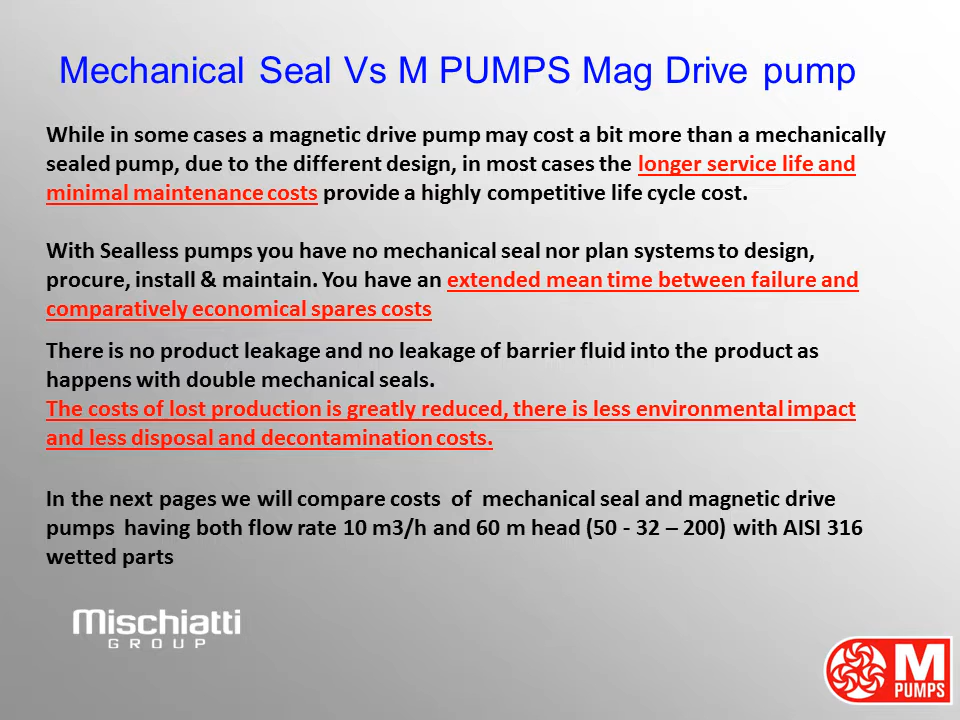 Mechanical Seal Vs M PUMPS Mag Drive pump
While in some cases a magnetic drive pump may cost a bit more than a mechanically
sealed pump, due to the different design, in most cases the longer service life and
minimal maintenance costs provide a highly competitive life cycle cost.
With Sealless pumps you have no mechanical seal nor plan systems to design,
procure, install & maintain. You have an extended mean time between failure and
comparatively economical spares costs
There is no product leakage and no leakage of barrier fluid into the product as
happens with double mechanical seals.
The costs of lost production is greatly reduced, there is less environmental impact
and less disposal and decontamination costs.
In the next pages we will compare costs of mechanical seal and magnetic drive
pumps having both flow rate 10 m3/h and 60 m head (50 - 32 – 200) with AISI 316
wetted parts
Mischiatti
GROUP
M
PUMPS